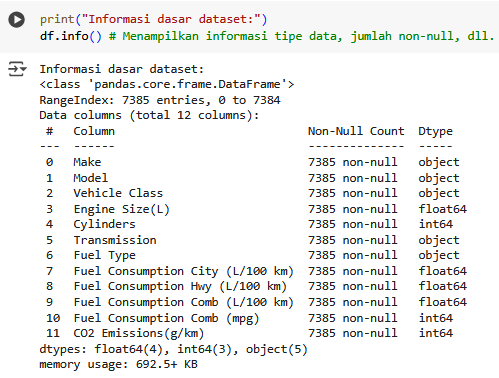 print("Informasi dasar dataset:")
df.info() # Menampilkan informasi tipe data, jumlah non-null, dll.
Informasi dasar dataset:
<class 'pandas.core.frame.DataFrame'>
RangeIndex: 7385 entries, 0 to 7384
Data columns (total 12 columns):
 #   Column                            Non-Null Count  Dtype
---  ------                            --------------  -----
 0   Make                              7385 non-null   object
 1   Model                             7385 non-null   object
 2   Vehicle Class                     7385 non-null   object
 3   Engine Size(L)                    7385 non-null   float64
 4   Cylinders                         7385 non-null   int64
 5   Transmission                      7385 non-null   object
 6   Fuel Type                         7385 non-null   object
 7   Fuel Consumption City (L/100 km)  7385 non-null   float64
 8   Fuel Consumption Hwy (L/100 km)   7385 non-null   float64
 9   Fuel Consumption Comb (L/100 km)  7385 non-null   float64
 10  Fuel Consumption Comb (mpg)       7385 non-null   int64
 11  CO2 Emissions(g/km)               7385 non-null   int64
dtypes: float64(4), int64(3), object(5)
memory usage: 692.5+ KB